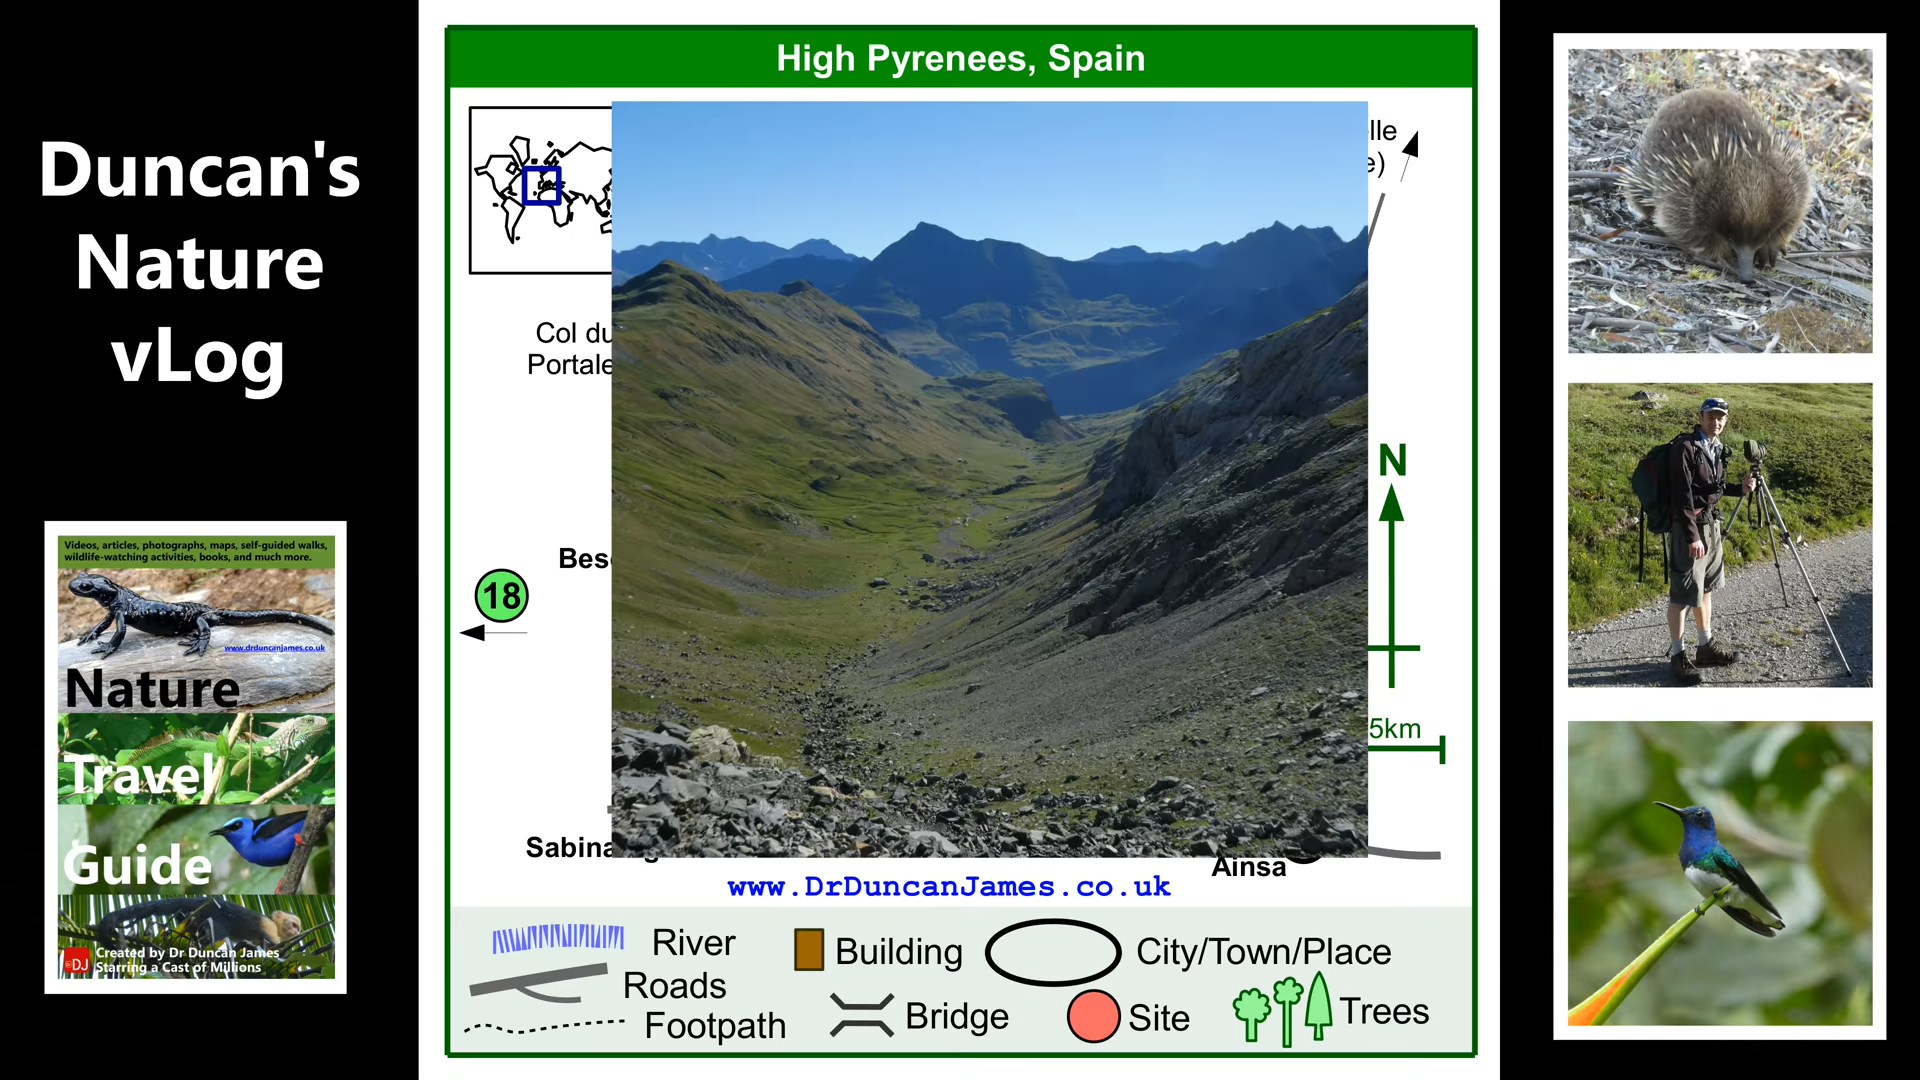 Duncan's
Nature
vLog
Videos, articles, photographs, maps, self-guided walks,
wildlife-watching activities, books, and much more.
www.drduncanjames.co.uk
Nature
Travel
Guide
DJ
Created by Dr Duncan James
Starring a Cast of Millions
High Pyrenees, Spain
lle
e)
Col du
Portale
N
Bes
18
5km
Sabina
Ainsa
www.DrDuncanJames.co.uk
River
Building
City/Town/Place
Roads
Footpath
Bridge
Site
Trees